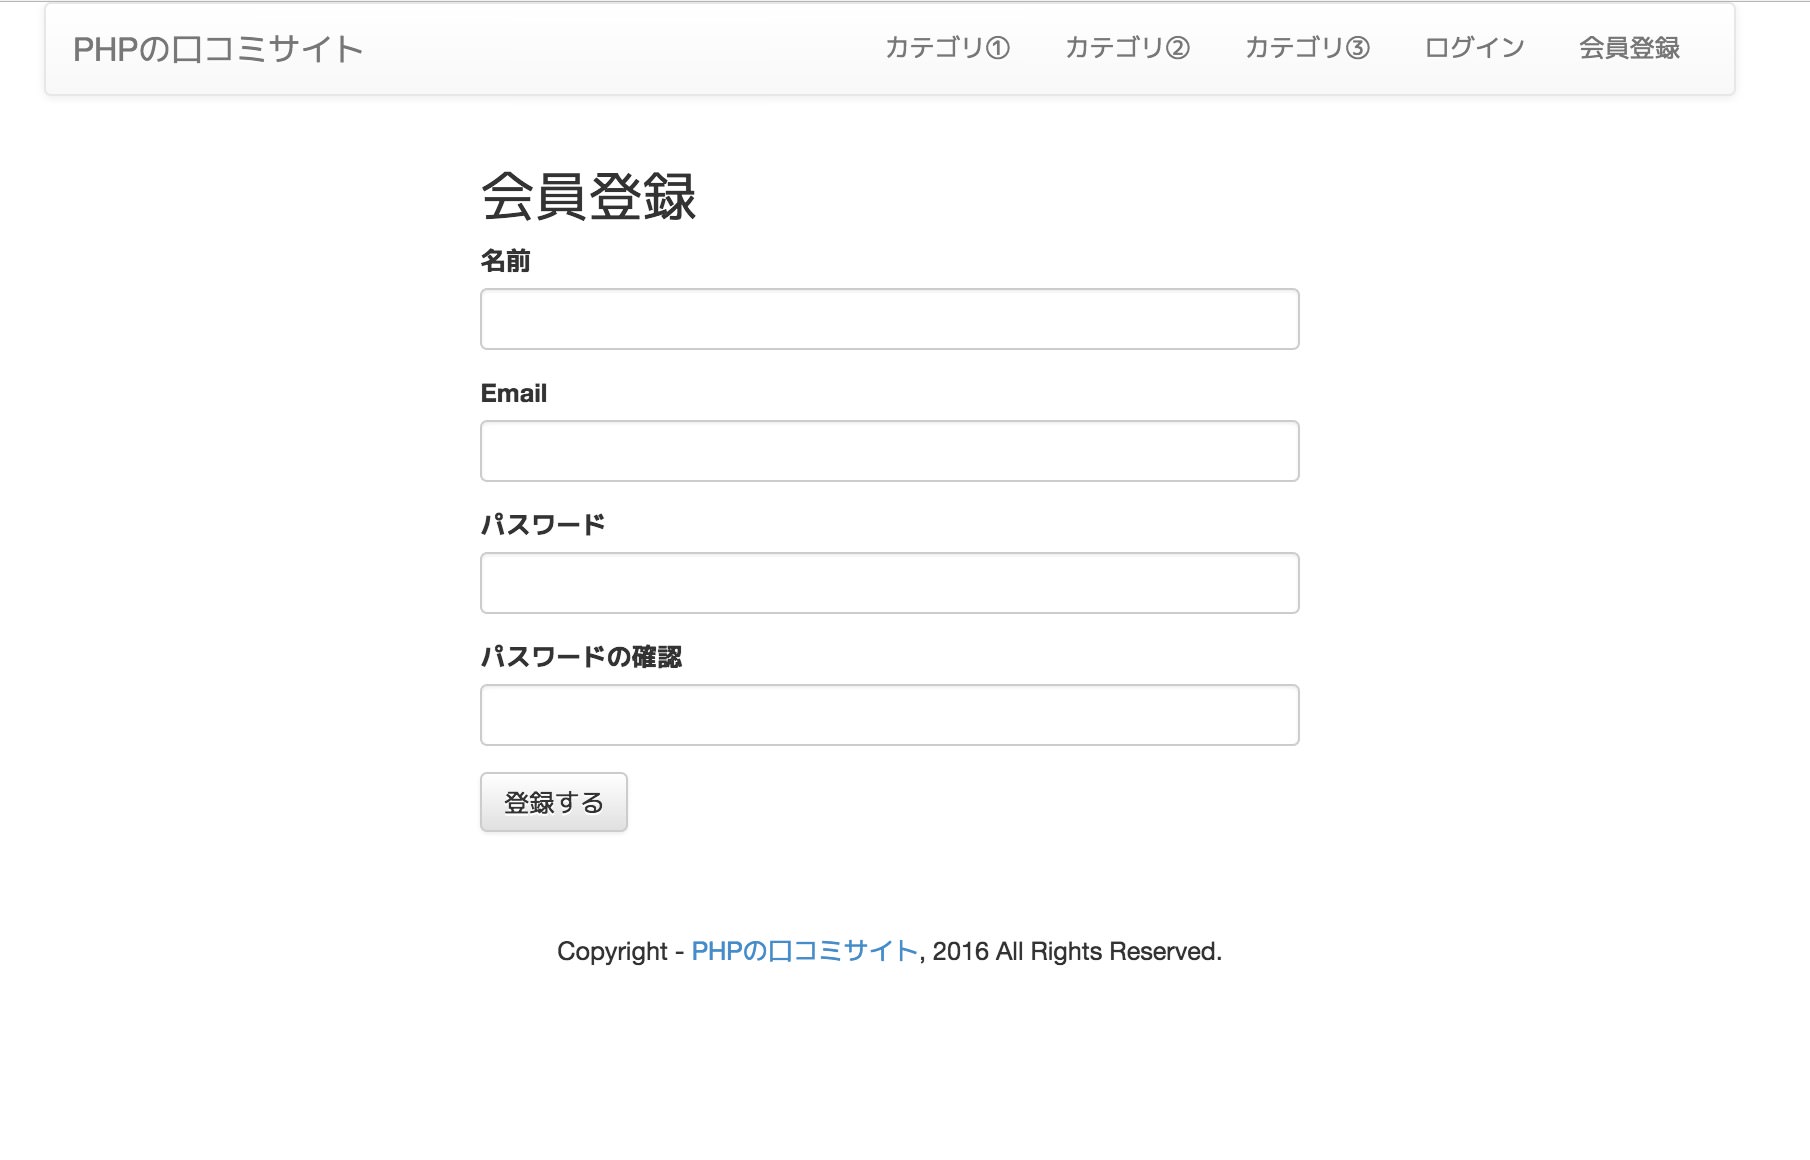 PHPの口コミサイト カテゴリ① カテゴリ② カテゴリ③ ログイン 会員登録
会員登録
名前
Email
パスワード
パスワードの確認
登録する
Copyright - PHPの口コミサイト, 2016 All Rights Reserved.